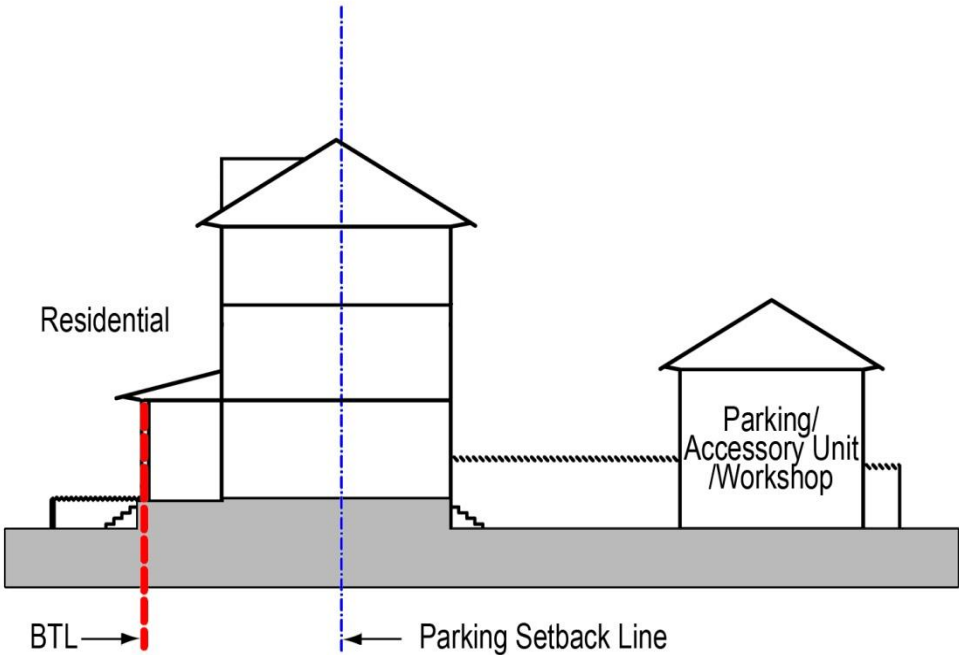 Residential
Parking/
Accessory Unit
/Workshop
BTL
Parking Setback Line